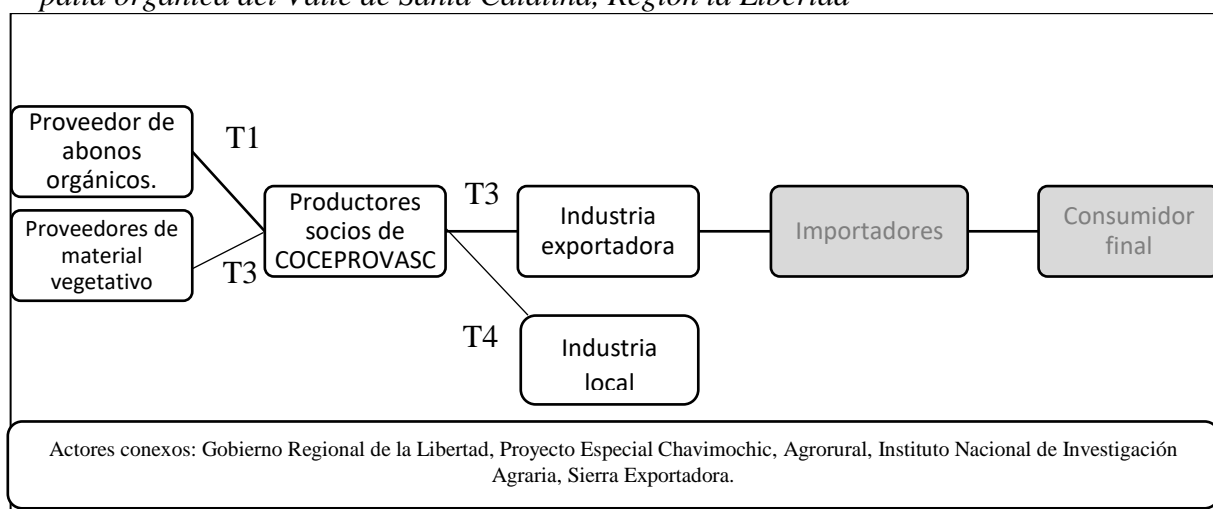 palta orgánica del Valle de Santa Catalina, Región la Libertad
Proveedor de
abonos
orgánicos.
T1
Proveedores de
material
vegetativo
T3
Productores
socios de
COCEPROVASC
T3
Industria
exportadora
Importadores
Consumidor
final
T4
Industria
local
Actores conexos: Gobierno Regional de la Libertad, Proyecto Especial Chavimochic, Agrorural, Instituto Nacional de Investigación
Agraria, Sierra Exportadora.